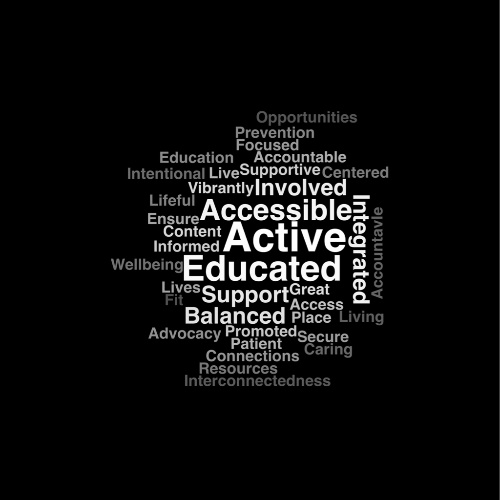 Opportunities
Prevention
Focused
Education Accountable
Intentional Live Supportive Centered
Vibrantly Involved
Lifeful Accessible Integrated
Ensure
Content Active Accountavle
Informed
Wellbeing Educated
Lives Support Great
Fit Access
Balanced Place Living
Advocacy Promoted Secure
Patient Caring
Connections
Resources
Interconnectedness